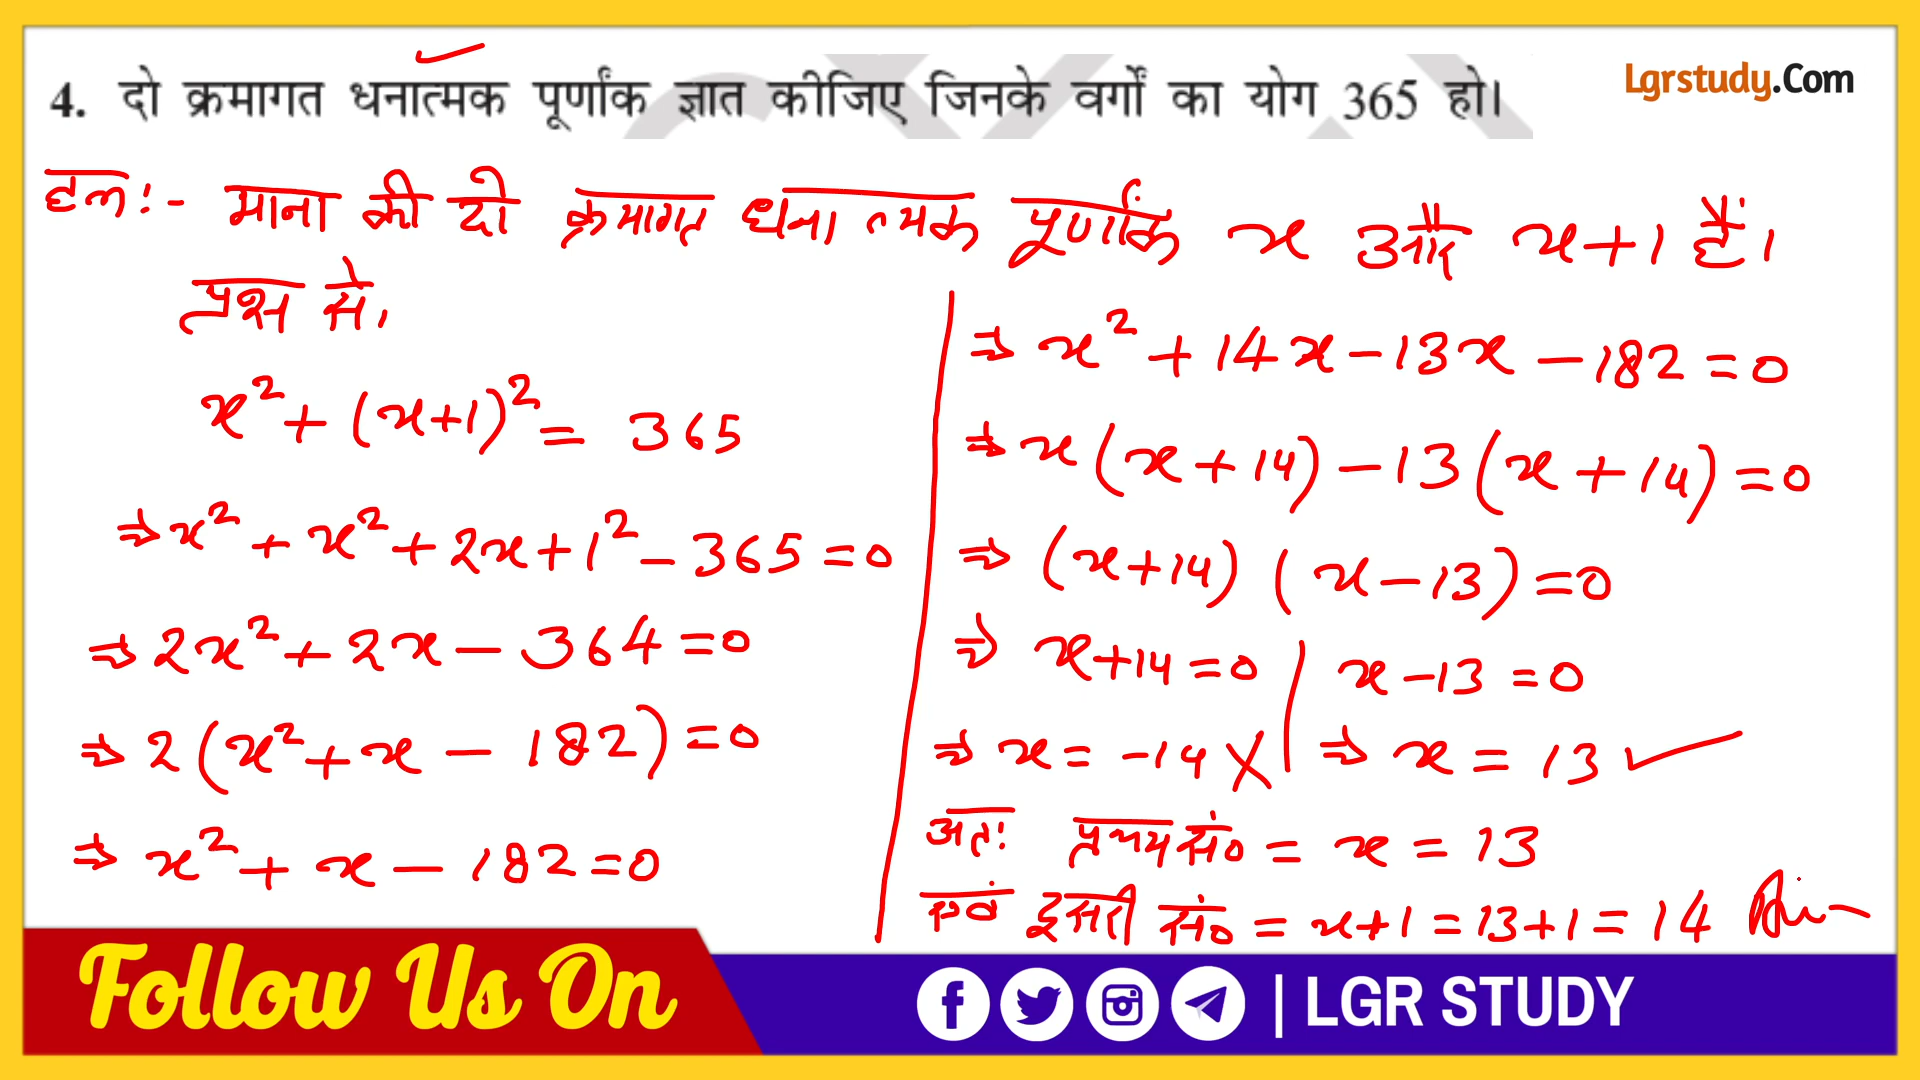 4. दो क्रमागत धनात्मक पूर्णांक ज्ञात कीजिए जिनके वर्गों का योग 365 हो।
Lgrstudy.Com
हलः- माना की दो क्रमागत धनात्मक पूर्णांक x और x+1 हैं।
प्रश्न से,
x² + (x+1)² = 365
⇒ x² + x² + 2x + 1² - 365 = 0
⇒ 2x² + 2x - 364 = 0
⇒ 2(x² + x - 182) = 0
⇒ x² + x - 182 = 0
⇒ x² + 14x - 13x - 182 = 0
⇒ x(x+14) - 13(x+14) = 0
⇒ (x+14) (x-13) = 0
⇒ x+14 = 0 | x-13 = 0
⇒ x = -14 ✗ | ⇒ x = 13 ✓
अतः प्रथम सं० = x = 13
एवं दुसरी सं० = x+1 = 13+1 = 14 Ans
Follow Us On
| LGR STUDY